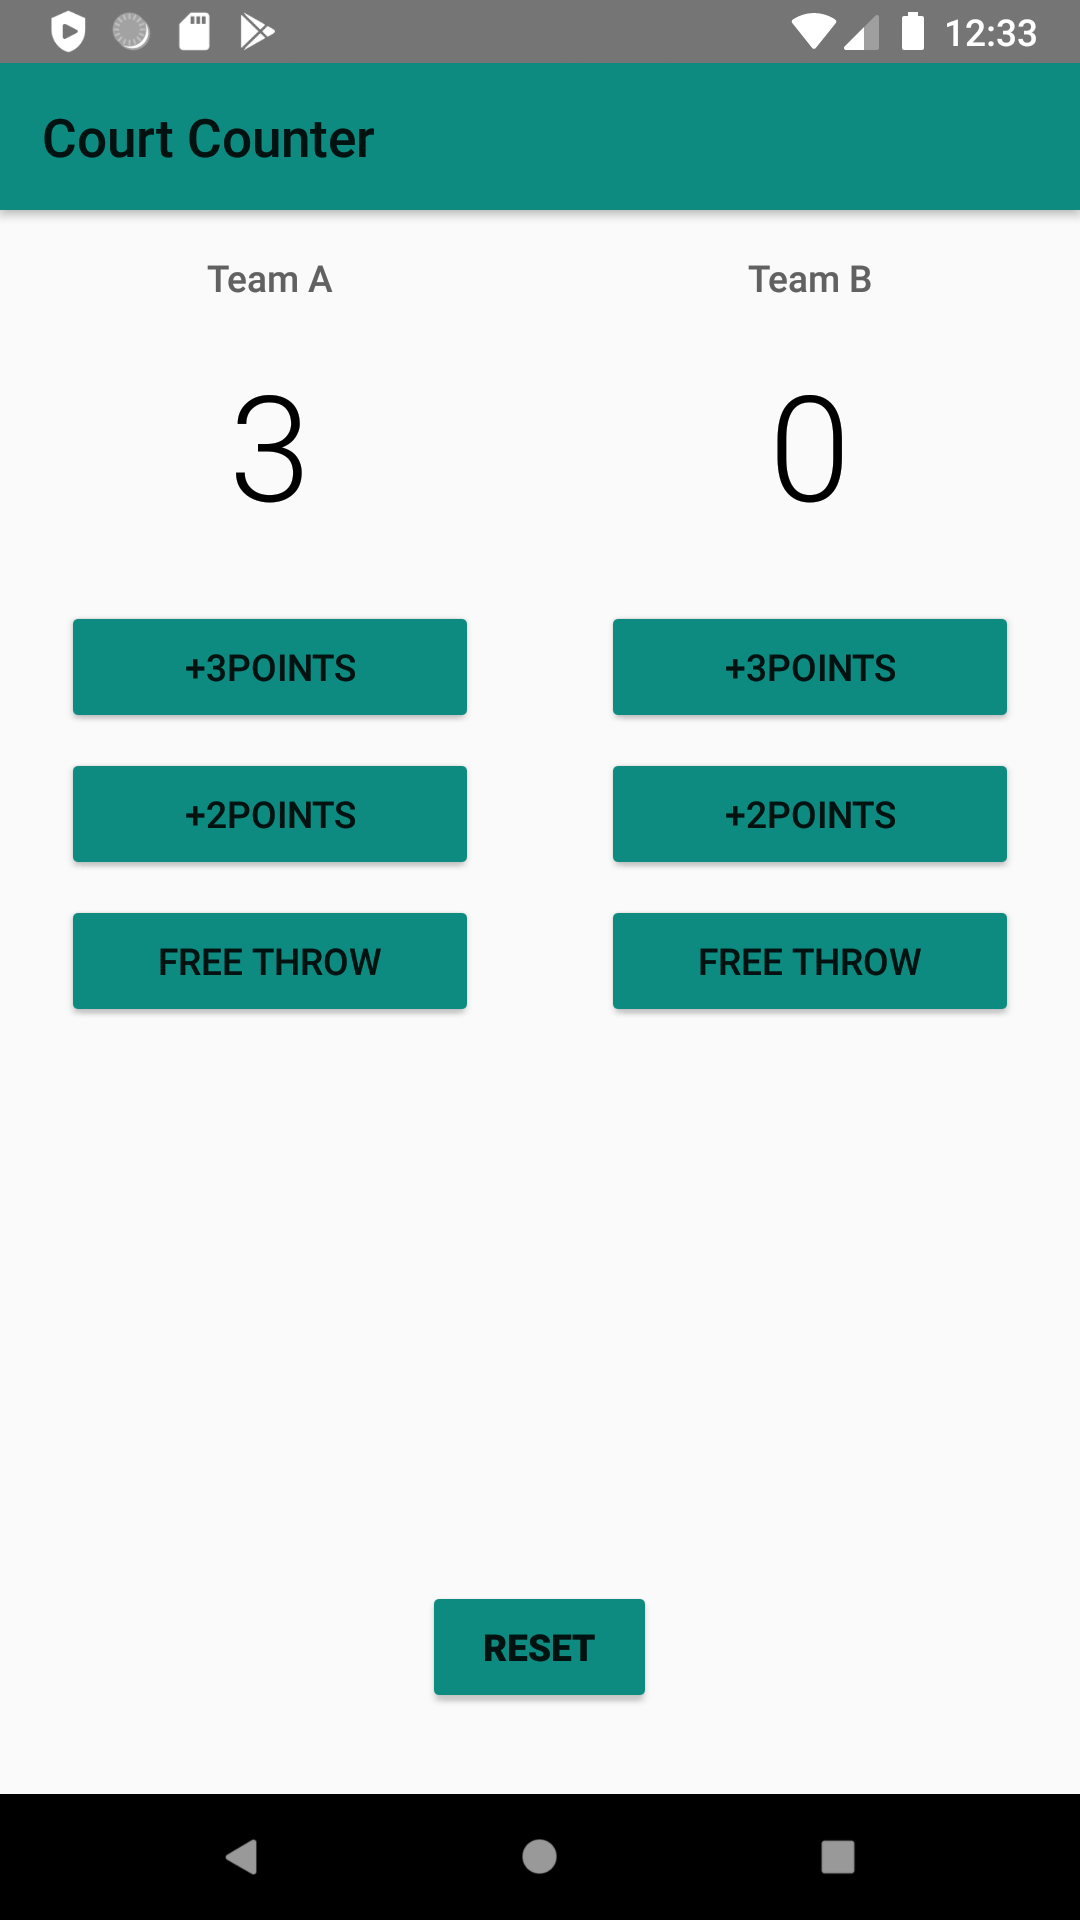 12:33
Court Counter
Team A
Team B
3
0
+3POINTS
+3POINTS
+2POINTS
+2POINTS
FREE THROW
FREE THROW
RESET